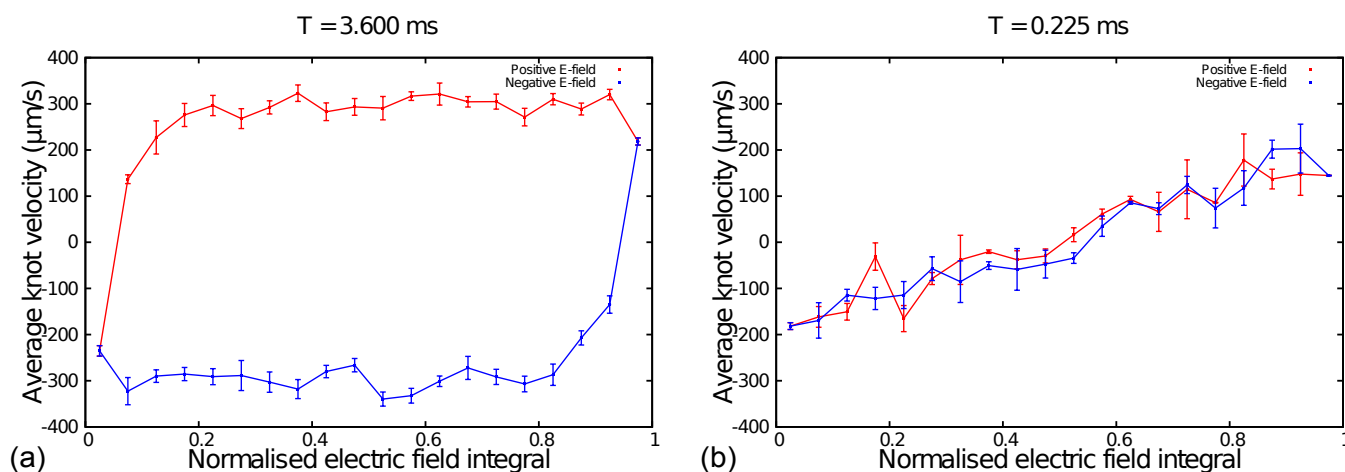 T = 3.600 ms
Average knot velocity (µm/s)
400
300
200
100
0
-100
-200
-300
-400
Positive E-field
Negative E-field
0
0.2
0.4
0.6
0.8
1
Normalised electric field integral
(a)
T = 0.225 ms
Average knot velocity (µm/s)
400
300
200
100
0
-100
-200
-300
-400
Positive E-field
Negative E-field
0
0.2
0.4
0.6
0.8
1
Normalised electric field integral
(b)